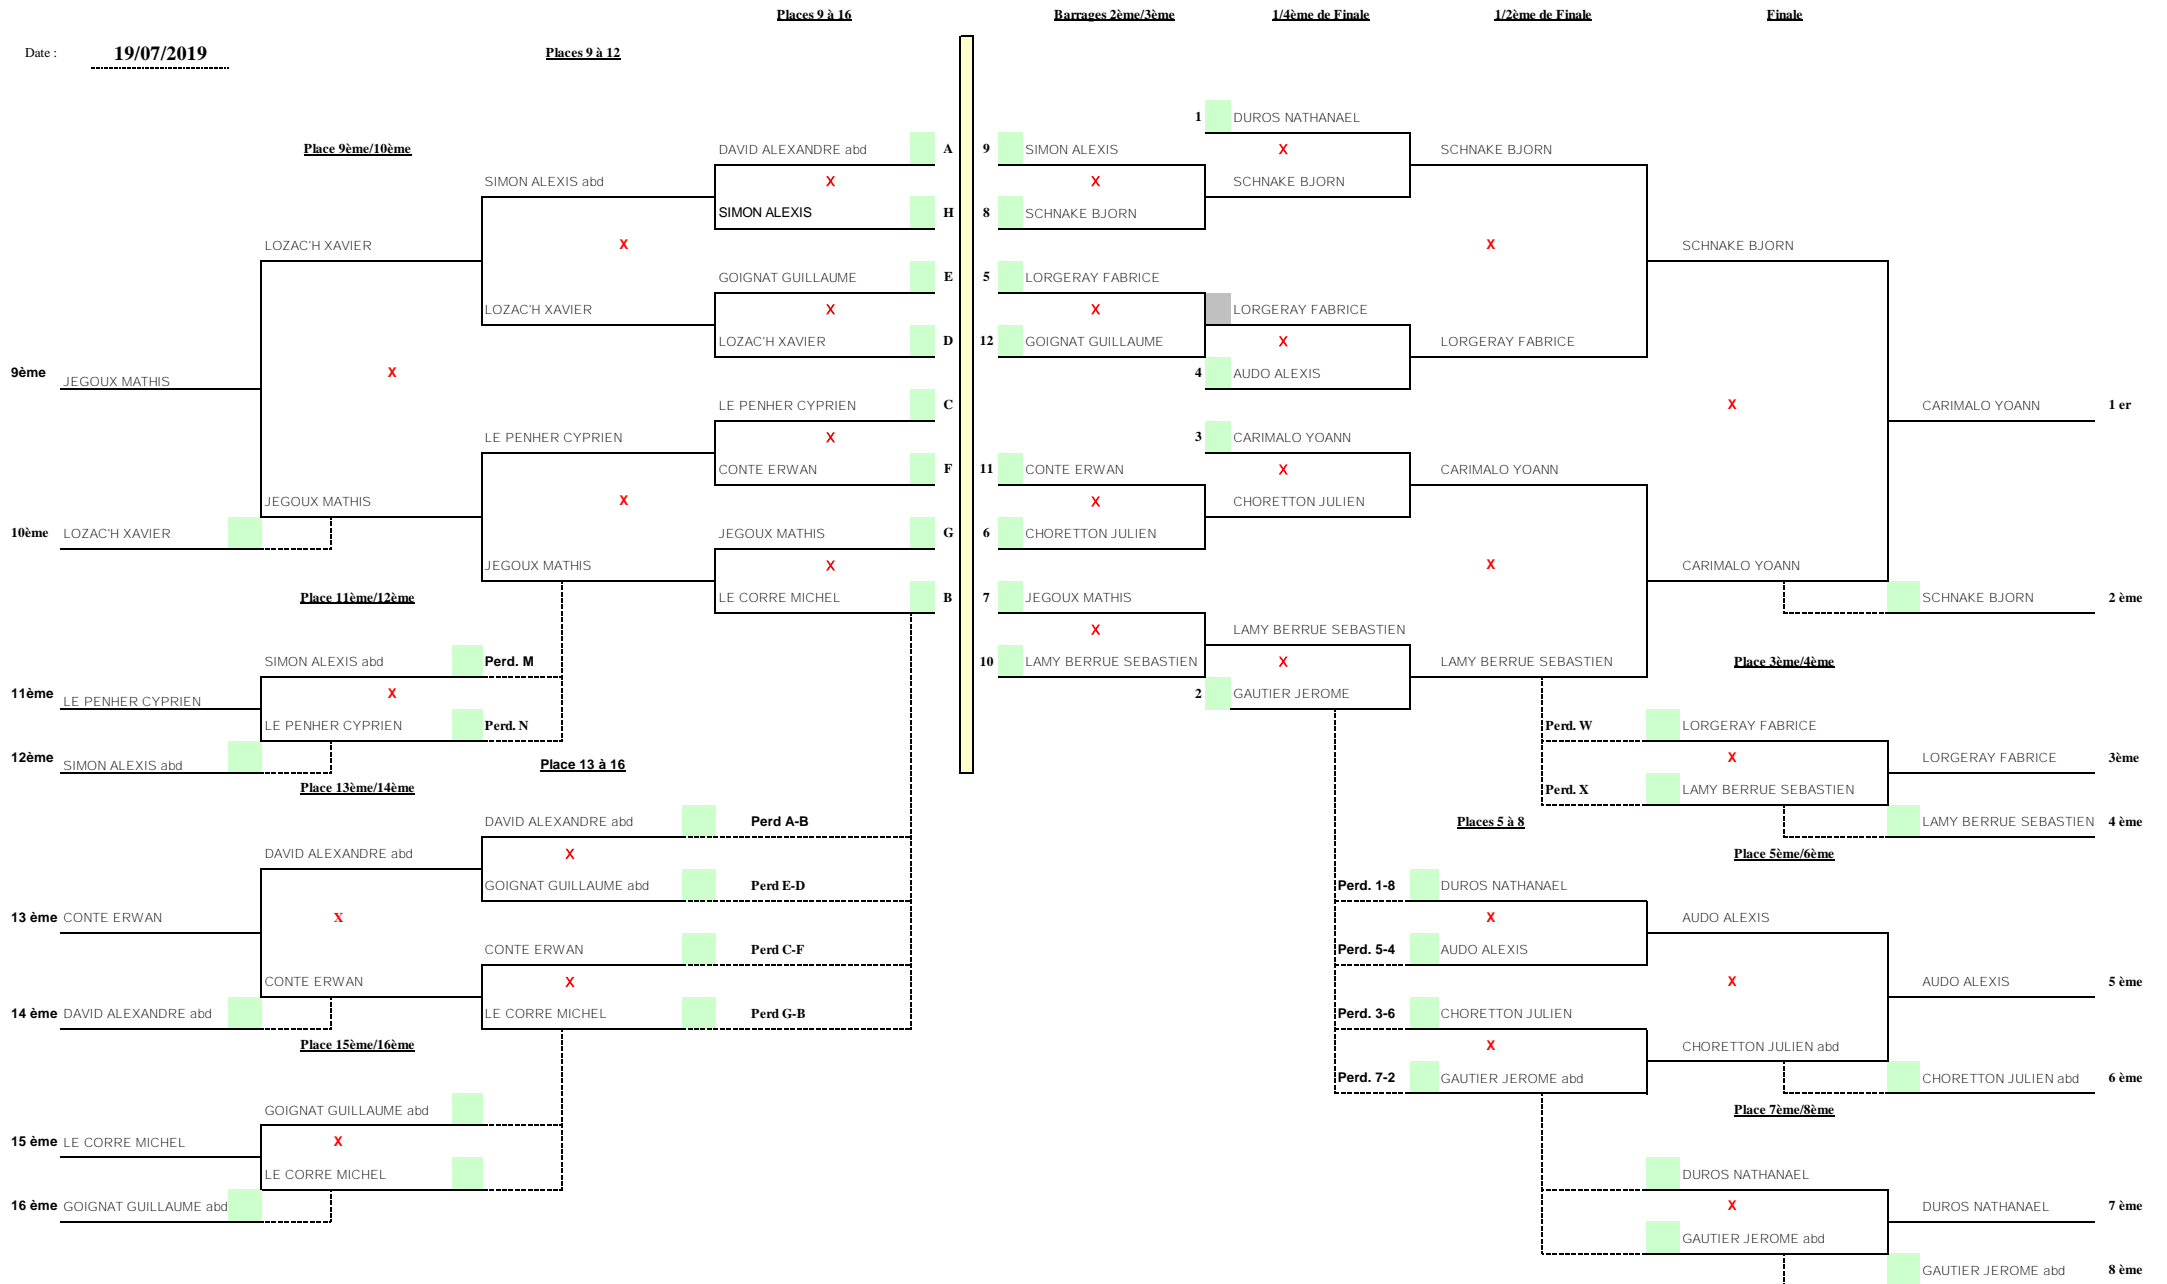 Places 9 à 16
Barrages 2ème/3ème
1/4ème de Finale
1/2ème de Finale
Finale
Date :
19/07/2019
Places 9 à 12
1
DUROS NATHANAEL
Place 9ème/10ème
DAVID ALEXANDRE abd
A
9
SIMON ALEXIS
X
SCHNAKE BJORN
SIMON ALEXIS abd
X
X
SCHNAKE BJORN
SIMON ALEXIS
H
8
SCHNAKE BJORN
LOZAC'H XAVIER
X
X
SCHNAKE BJORN
GOIGNAT GUILLAUME
E
5
LORGERAY FABRICE
LOZAC'H XAVIER
X
X
LORGERAY FABRICE
LOZAC'H XAVIER
D
12
GOIGNAT GUILLAUME
X
LORGERAY FABRICE
9ème
JEGOUX MATHIS
X
4
AUDO ALEXIS
LE PENHER CYPRIEN
C
X
CARIMALO YOANN
1 er
LE PENHER CYPRIEN
X
3
CARIMALO YOANN
CONTE ERWAN
F
11
CONTE ERWAN
X
CARIMALO YOANN
JEGOUX MATHIS
X
X
CHORETTON JULIEN
10ème
LOZAC'H XAVIER
JEGOUX MATHIS
G
6
CHORETTON JULIEN
JEGOUX MATHIS
X
X
CARIMALO YOANN
Place 11ème/12ème
LE CORRE MICHEL
B
7
JEGOUX MATHIS
SCHNAKE BJORN
2 ème
X
LAMY BERRUE SEBASTIEN
SIMON ALEXIS abd
Perd. M
10
LAMY BERRUE SEBASTIEN
X
LAMY BERRUE SEBASTIEN
Place 3ème/4ème
11ème
LE PENHER CYPRIEN
X
2
GAUTIER JEROME
LE PENHER CYPRIEN
Perd. N
Perd. W
LORGERAY FABRICE
12ème
SIMON ALEXIS abd
Place 13 à 16
X
LORGERAY FABRICE
3ème
Place 13ème/14ème
Perd. X
LAMY BERRUE SEBASTIEN
DAVID ALEXANDRE abd
Perd A-B
Places 5 à 8
LAMY BERRUE SEBASTIEN
4 ème
DAVID ALEXANDRE abd
X
Place 5ème/6ème
GOIGNAT GUILLAUME abd
Perd E-D
Perd. 1-8
DUROS NATHANAEL
13 ème
CONTE ERWAN
X
X
AUDO ALEXIS
CONTE ERWAN
Perd C-F
Perd. 5-4
AUDO ALEXIS
CONTE ERWAN
X
X
AUDO ALEXIS
5 ème
14 ème
DAVID ALEXANDRE abd
LE CORRE MICHEL
Perd G-B
Perd. 3-6
CHORETTON JULIEN
Place 15ème/16ème
X
CHORETTON JULIEN abd
Perd. 7-2
GAUTIER JEROME abd
CHORETTON JULIEN abd
6 ème
GOIGNAT GUILLAUME abd
Place 7ème/8ème
15 ème
LE CORRE MICHEL
X
LE CORRE MICHEL
DUROS NATHANAEL
16 ème
GOIGNAT GUILLAUME abd
X
DUROS NATHANAEL
7 ème
GAUTIER JEROME abd
GAUTIER JEROME abd
8 ème